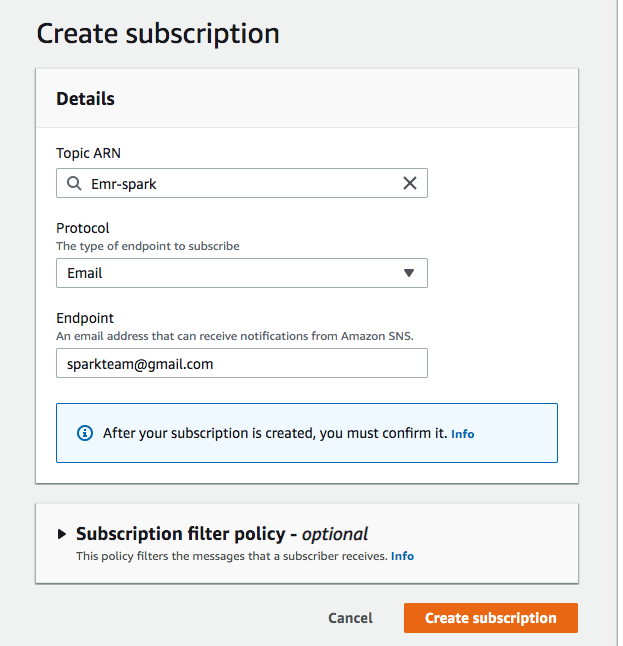 Create subscription
Details
Topic ARN
Emr-spark
Protocol
The type of endpoint to subscribe
Email
Endpoint
An email address that can receive notifications from Amazon SNS.
sparkteam@gmail.com
After your subscription is created, you must confirm it. Info
Subscription filter policy - optional
This policy filters the messages that a subscriber receives. Info
Cancel Create subscription